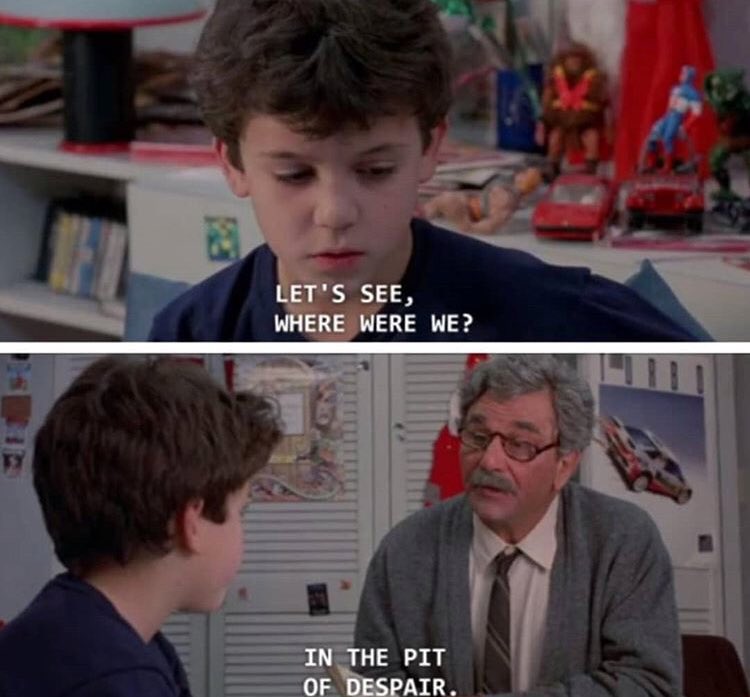 LET'S SEE,
WHERE WERE WE?
IN THE PIT
OF DESPAIR.